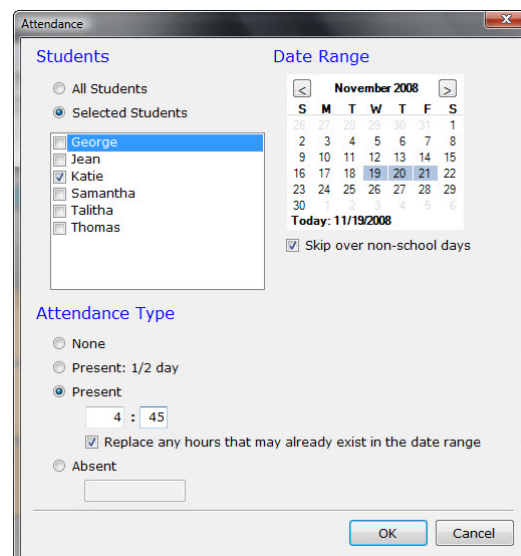 Attendance
Students
All Students
Selected Students
George
Jean
Katie
Samantha
Talitha
Thomas
Date Range
< November 2008 >
S M T W T F S
26 27 28 29 30 31 1
2 3 4 5 6 7 8
9 10 11 12 13 14 15
16 17 18 19 20 21 22
23 24 25 26 27 28 29
30 1 2 3 4 5 6
Today: 11/19/2008
Skip over non-school days
Attendance Type
None
Present: 1/2 day
Present
4 : 45
Replace any hours that may already exist in the date range
Absent
OK Cancel